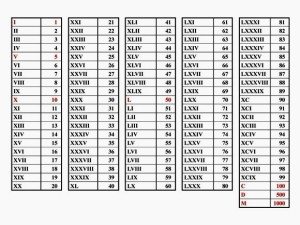 I 1
II 2
III 3
IV 4
V 5
VI 6
VII 7
VIII 8
IX 9
X 10
XI 11
XII 12
XIII 13
XIV 14
XV 15
XVI 16
XVII 17
XVIII 18
XIX 19
XX 20
XXI 21
XXII 22
XXIII 23
XXIV 24
XXV 25
XXVI 26
XXVII 27
XXVIII 28
XXIX 29
XXX 30
XXXI 31
XXXII 32
XXXIII 33
XXXIV 34
XXXV 35
XXXVI 36
XXXVII 37
XXXVIII 38
XXXIX 39
XL 40
XLI 41
XLII 42
XLIII 43
XLIV 44
XLV 45
XLVI 46
XLVII 47
XLVIII 48
XLIX 49
L 50
LI 51
LII 52
LIII 53
LIV 54
LV 55
LVI 56
LVII 57
LVIII 58
LIX 59
LX 60
LXI 61
LXII 62
LXIII 63
LXIV 64
LXV 65
LXVI 66
LXVII 67
LXVIII 68
LXIX 69
LXX 70
LXXI 71
LXXII 72
LXXIII 73
LXXIV 74
LXXV 75
LXXVI 76
LXXVII 77
LXXVIII 78
LXXIX 79
LXXX 80
LXXXI 81
LXXXII 82
LXXXIII 83
LXXXIV 84
LXXXV 85
LXXXVI 86
LXXXVII 87
LXXXVIII 88
LXXXIX 89
XC 90
XCI 91
XCII 92
XCIII 93
XCIV 94
XCV 95
XCVI 96
XCVII 97
XCVIII 98
XCIX 99
C 100
D 500
M 1000